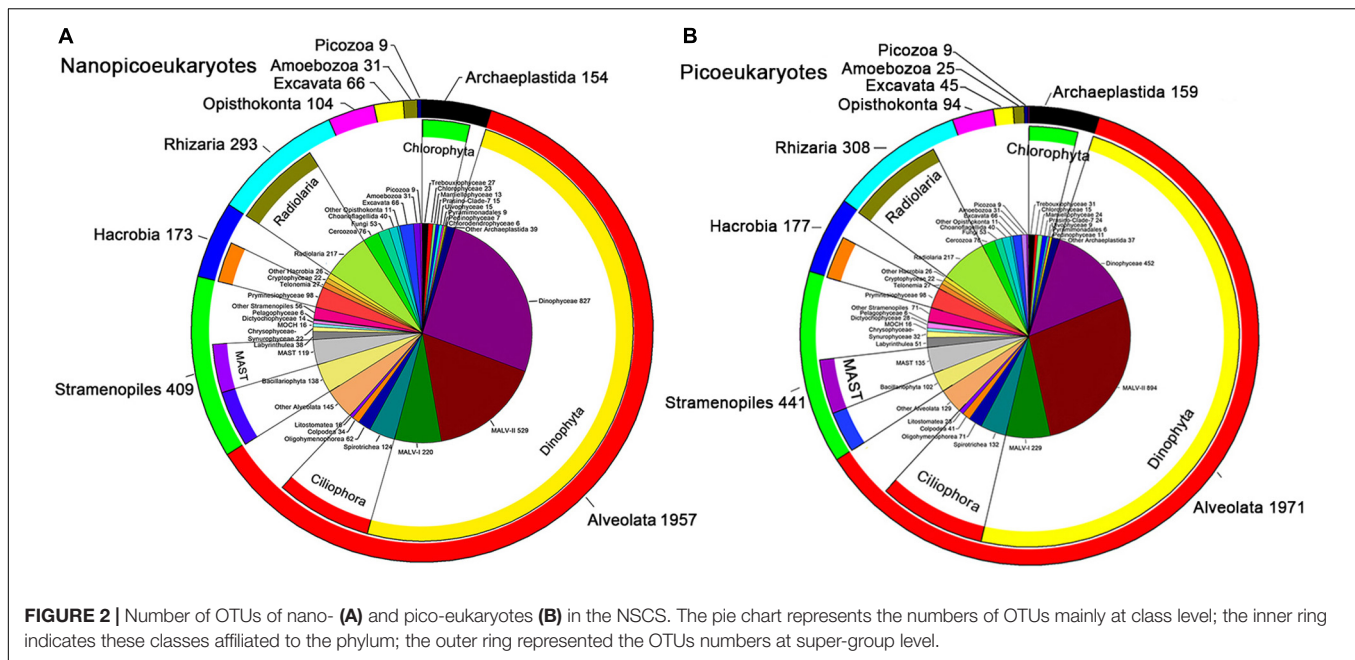 A
Nanopicoeukaryotes
Picozoa 9
Amoebozoa 31
Excavata 66
Opisthokonta 104
Rhizaria 293
Hacrobia 173
Stramenopiles 409
Archaeplastida 154
Alveolata 1957
Chlorophyta
Radiolaria
MAST
Ciliophora
Dinophyta
Picozoa 9
Amoebozoa 31
Excavata 66
Other Opisthokonta 11
Choanoflagellida 40
Fungi 53
Cercozoa 76
Radiolaria 217
Other Hacrobia 26
Cryptophyceae 22
Telonemia 27
Prymnesiophyceae 98
Other Stramenopiles 56
Pelagophyceae 6
Dictyochophyceae 14
MOCH 16
Chrysophyceae-
Synurophyceae 22
Labyrinthulea 38
MAST 119
Bacillariophyta 138
Other Alveolata 145
Litostomatea 16
Colpodea 34
Oligohymenophorea 62
Spirotrichea 124
MALV-I 220
MALV-II 529
Dinophyceae 827
Trebouxiophyceae 27
Chlorophyceae 23
Mamiellophyceae 13
Prasino-Clade-7 15
Ulvophyceae 15
Pyramimonadales 9
Pedinophyceae 7
Chlorodendrophyceae 6
Other Archaeplastida 39
B
Picoeukaryotes
Picozoa 9
Amoebozoa 25
Excavata 45
Opisthokonta 94
Rhizaria 308
Hacrobia 177
Stramenopiles 441
Archaeplastida 159
Alveolata 1971
Chlorophyta
Radiolaria
MAST
Ciliophora
Dinophyta
Picozoa 9
Amoebozoa 31
Excavata 66
Other Opisthokonta 11
Choanoflagellida 40
Fungi 53
Cercozoa 76
Radiolaria 217
Other Hacrobia 26
Cryptophyceae 22
Telonemia 27
Prymnesiophyceae 98
Other Stramenopiles 71
Pelagophyceae 6
Dictyochophyceae 28
MOCH 16
Chrysophyceae-
Synurophyceae 32
Labyrinthulea 51
MAST 135
Bacillariophyta 102
Other Alveolata 129
Litostomatea 25
Colpodea 41
Oligohymenophorea 71
Spirotrichea 132
MALV-I 229
MALV-II 894
Dinophyceae 452
Trebouxiophyceae 31
Chlorophyceae 15
Mamiellophyceae 24
Prasino-Clade-7 24
Pyramimonadales 6
Pedinophyceae 11
Other Archaeplastida 37
FIGURE 2 | Number of OTUs of nano- (A) and pico-eukaryotes (B) in the NSCS. The pie chart represents the numbers of OTUs mainly at class level; the inner ring
indicates these classes affiliated to the phylum; the outer ring represented the OTUs numbers at super-group level.